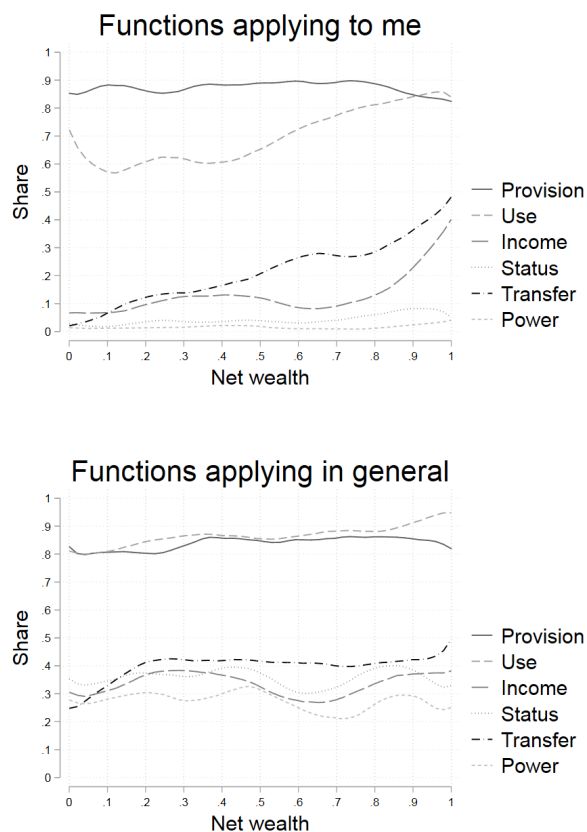 Functions applying to me
1
.9
.8
.7
.6
.5
.4
.3
.2
.1
0
Share
0 .1 .2 .3 .4 .5 .6 .7 .8 .9 1
Net wealth
Provision
Use
Income
Status
Transfer
Power
Functions applying in general
1
.9
.8
.7
.6
.5
.4
.3
.2
.1
0
Share
0 .1 .2 .3 .4 .5 .6 .7 .8 .9 1
Net wealth
Provision
Use
Income
Status
Transfer
Power